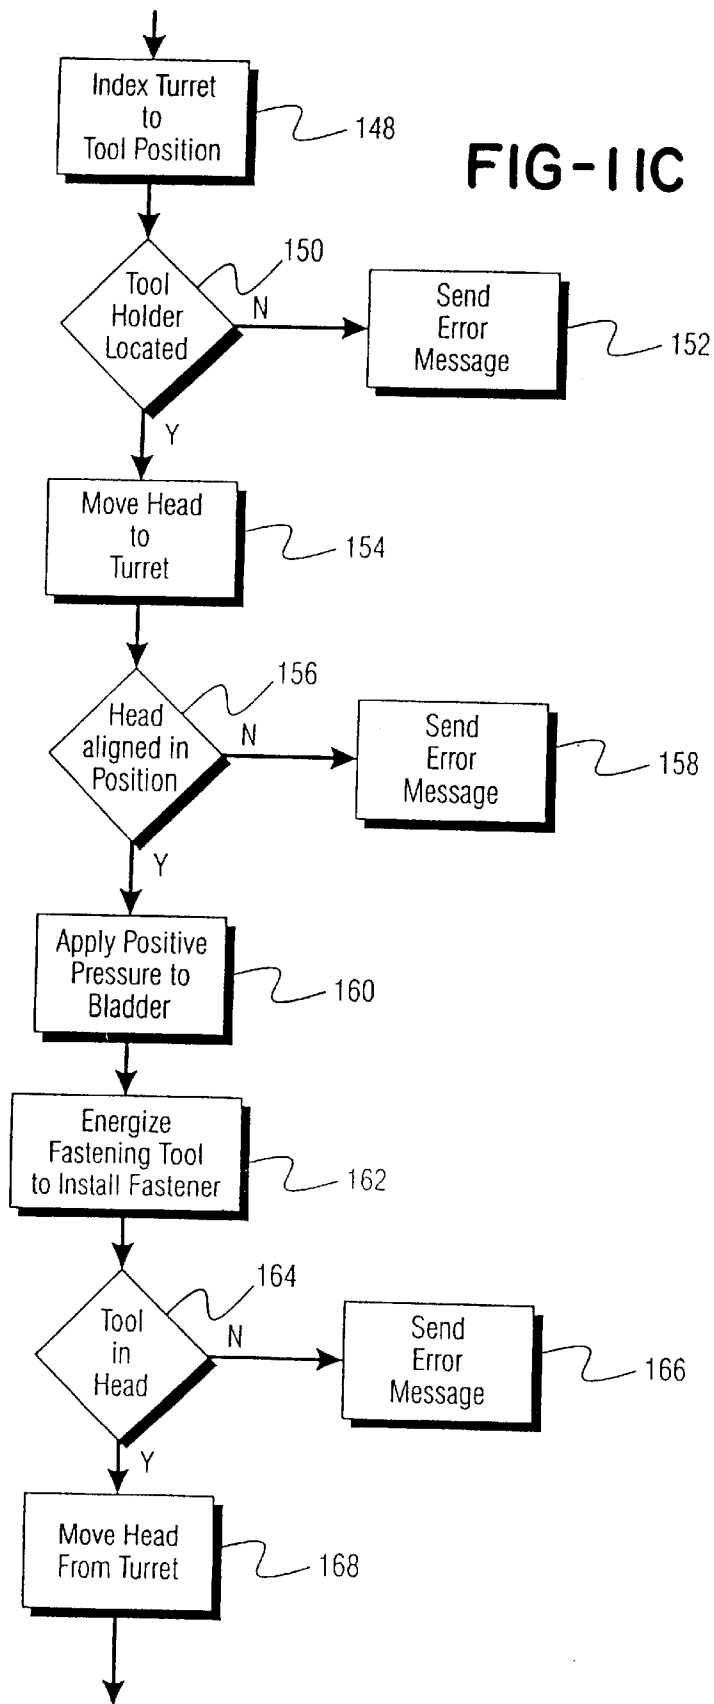 Index Turret
to
Tool Position
148
FIG-11C
Tool
Holder
Located
150
N
Send
Error
Message
152
Y
Move Head
to
Turret
154
Head
aligned in
Position
156
N
Send
Error
Message
158
Y
Apply Positive
Pressure to
Bladder
160
Energize
Fastening Tool
to Install Fastener
162
Tool
in
Head
164
N
Send
Error
Message
166
Y
Move Head
From Turret
168